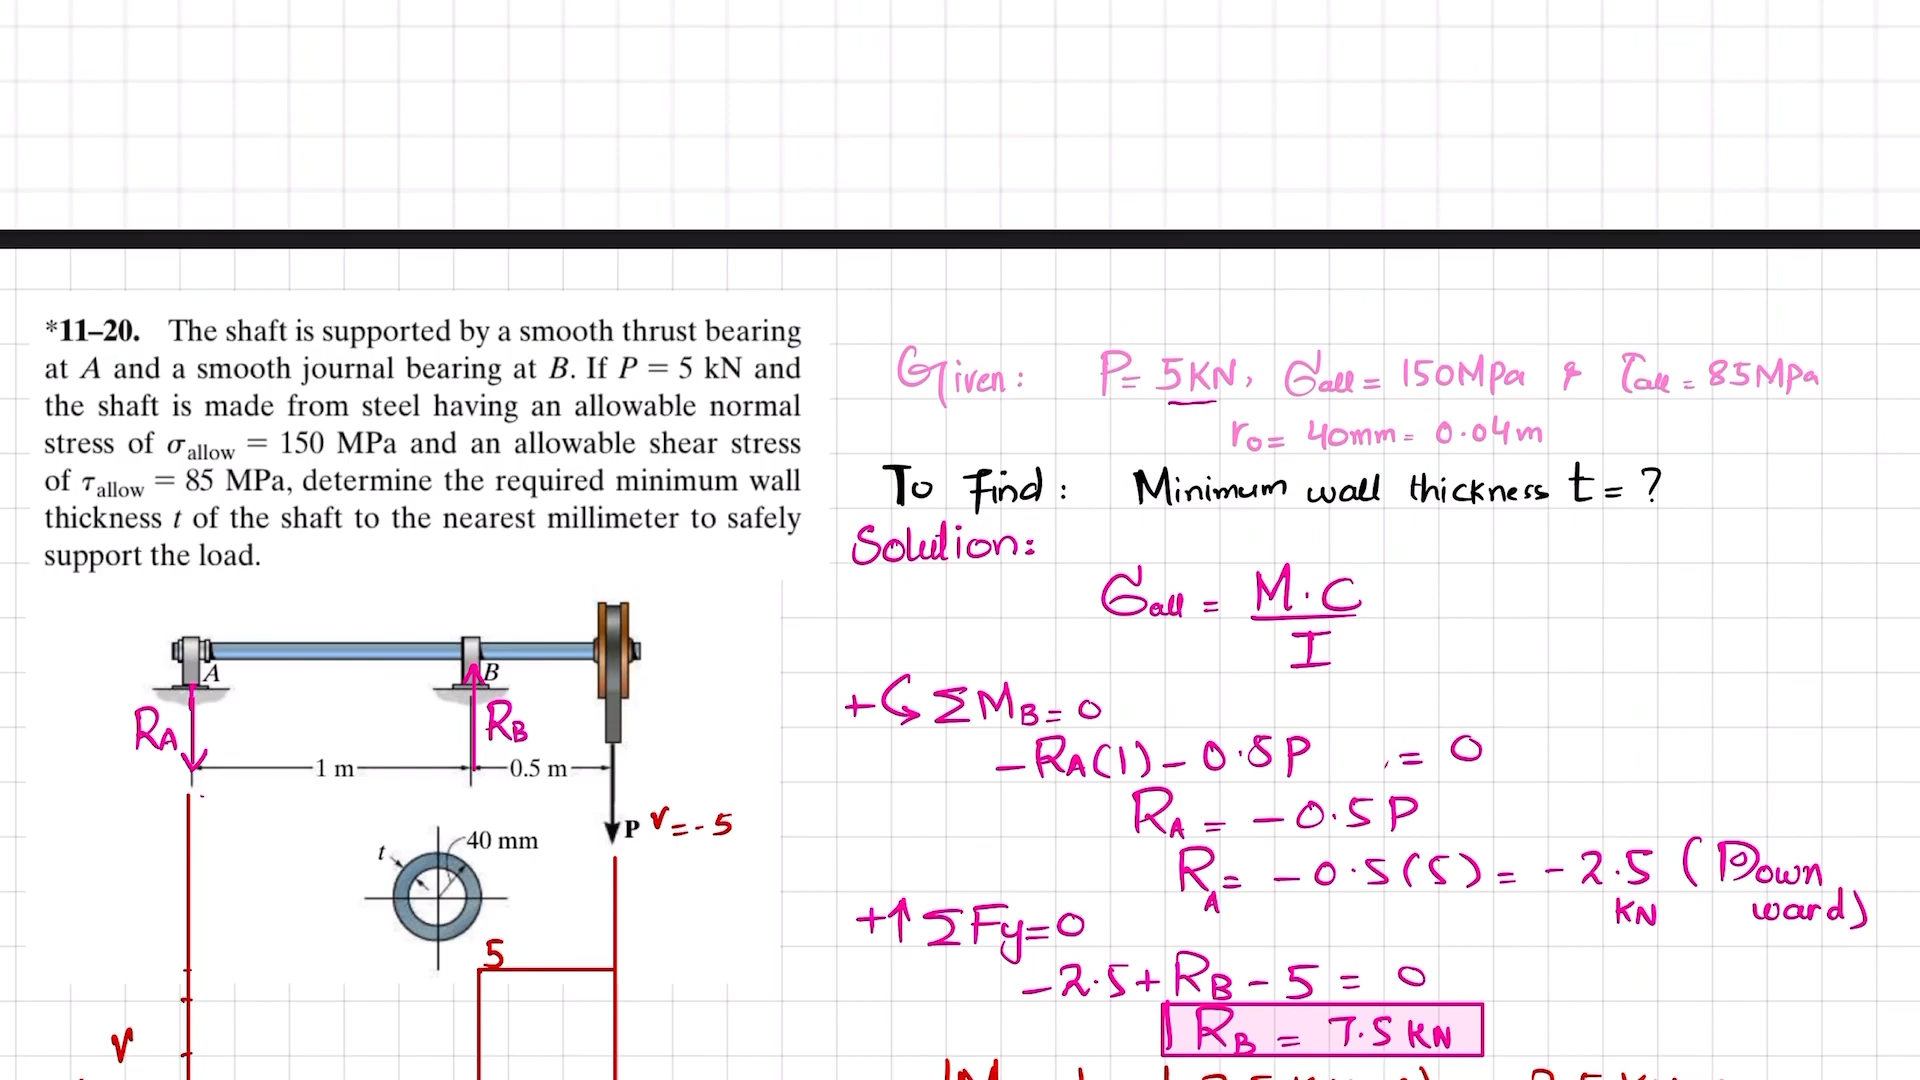 *11–20. The shaft is supported by a smooth thrust bearing
at A and a smooth journal bearing at B. If P = 5 kN and
the shaft is made from steel having an allowable normal
stress of σallow = 150 MPa and an allowable shear stress
of τallow = 85 MPa, determine the required minimum wall
thickness t of the shaft to the nearest millimeter to safely
support the load.
A
B
RA
RB
1 m
0.5 m
P V = -5
t
40 mm
5
V
Given: P = 5KN, σall = 150MPa & τall = 85MPa
ro = 40mm = 0.04m
To Find: Minimum wall thickness t = ?
Solution:
σall = M.C
I
+ ΣMB = 0
-RA(1) - 0.5P = 0
RA = -0.5P
RA = -0.5(5) = -2.5 KN (Down ward)
+↑ ΣFy = 0
-2.5 + RB - 5 = 0
RB = 7.5 KN